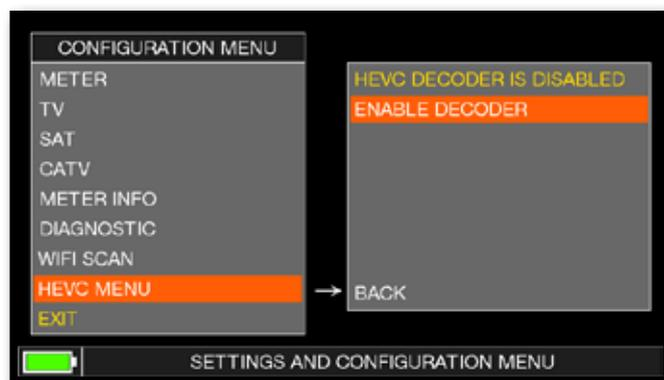 CONFIGURATION MENU
METER
TV
SAT
CATV
METER INFO
DIAGNOSTIC
WIFI SCAN
HEVC MENU
EXIT
HEVC DECODER IS DISABLED
ENABLE DECODER
BACK
SETTINGS AND CONFIGURATION MENU